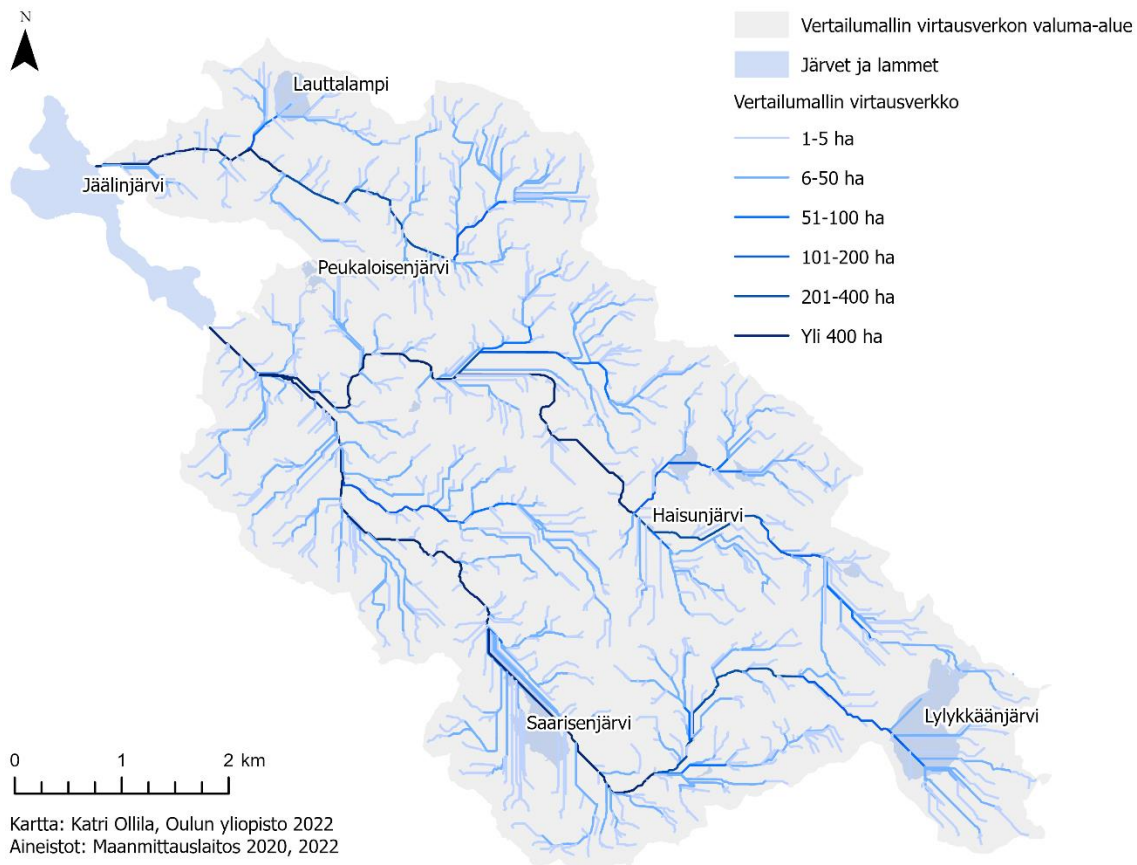 N
Vertailumallin virtausverkon valuma-alue
Järvet ja lammet
Vertailumallin virtausverkko
1-5 ha
6-50 ha
51-100 ha
101-200 ha
201-400 ha
Yli 400 ha
Lauttalampi
Jäälinjärvi
Peukaloisenjärvi
Haisunjärvi
Saarisenjärvi
Lylykkäänjärvi
0 1 2 km
Kartta: Katri Ollila, Oulun yliopisto 2022
Aineistot: Maanmittauslaitos 2020, 2022